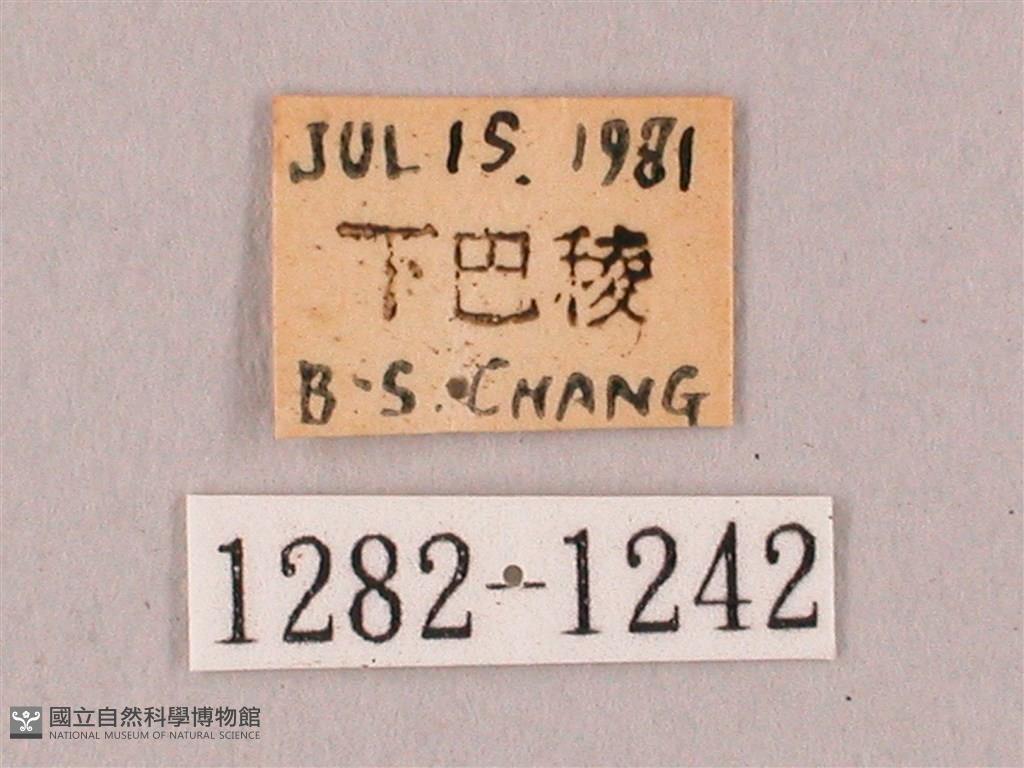 JUL 15. 1981
下巴稜
B.S.CHANG
1282-1242
國立自然科學博物館
NATIONAL MUSEUM OF NATURAL SCIENCE